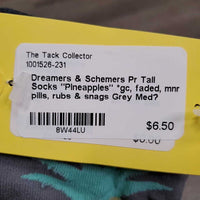 The Tack Collector
1001526-231
Dreamers & Schemers Pr Tall
Socks "Pineapples" *gc, faded, mnr
pills, rubs & snags Grey Med?
$6.50
8W44LU